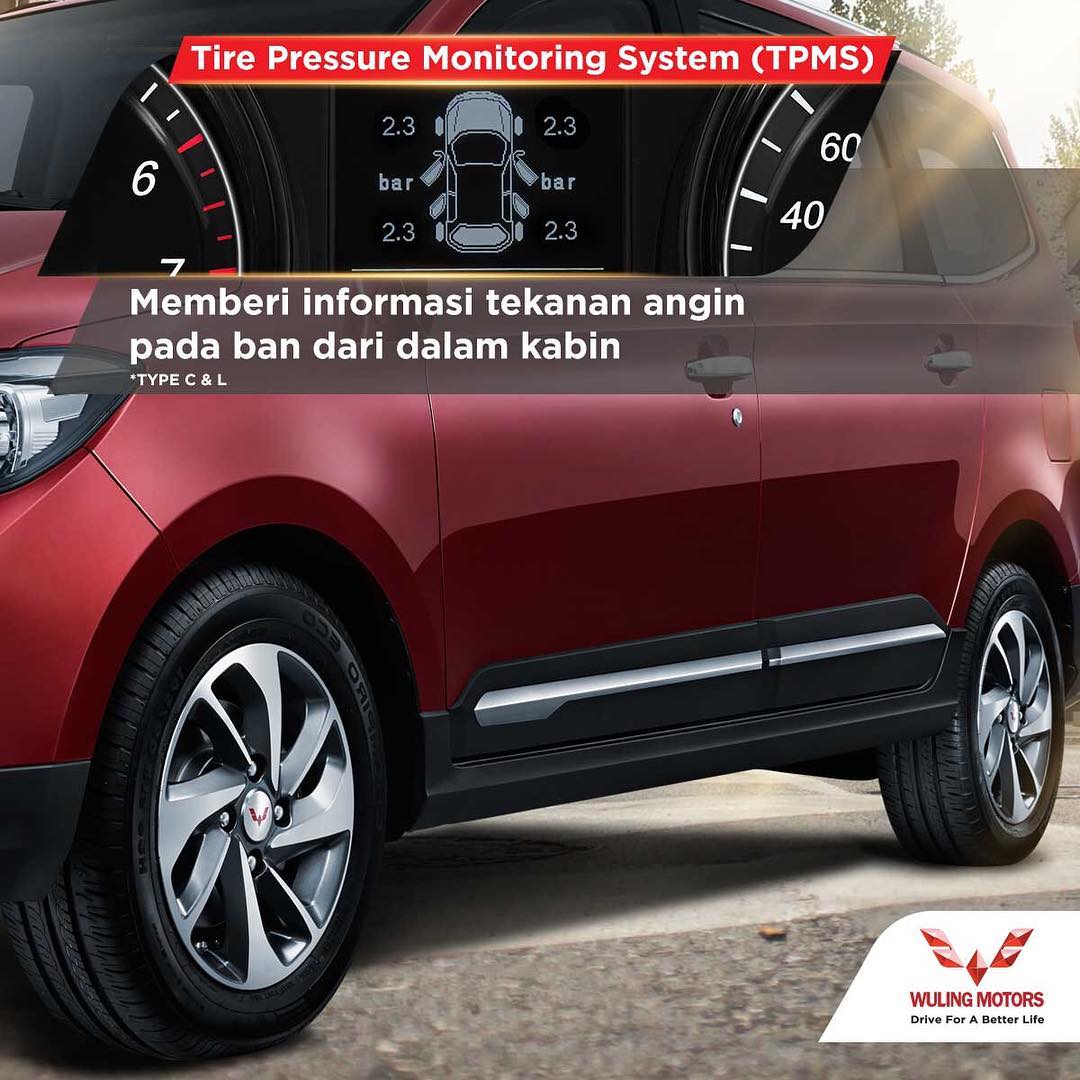 Tire Pressure Monitoring System (TPMS)
2.3 2.3
bar bar
2.3 2.3
6
7
60
40
Memberi informasi tekanan angin
pada ban dari dalam kabin
*TYPE C & L
WULING MOTORS
Drive For A Better Life